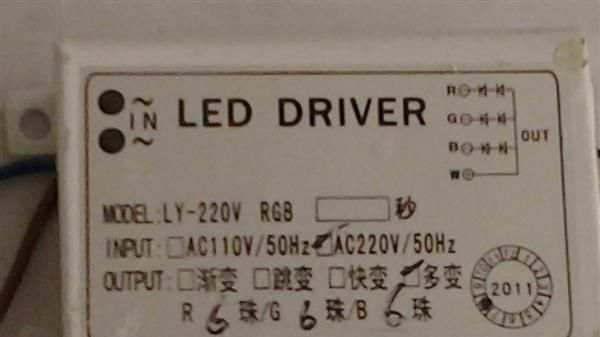 ~
IN LED DRIVER
~
R
G
B
W
OUT
MODEL:LY-220V RGB 秒
INPUT:□AC110V/50Hz ☑AC220V/50Hz
OUTPUT:□渐变 □跳变 □快变 ☑多变
R 6 珠/G 6 珠/B 6 珠
2011